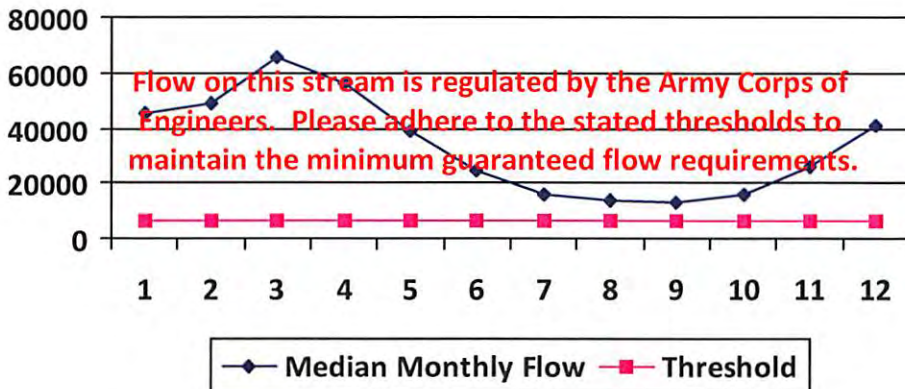 80000
60000
40000
20000
0
Flow on this stream is regulated by the Army Corps of
Engineers. Please adhere to the stated thresholds to
maintain the minimum guaranteed flow requirements.
1 2 3 4 5 6 7 8 9 10 11 12
Median Monthly Flow Threshold